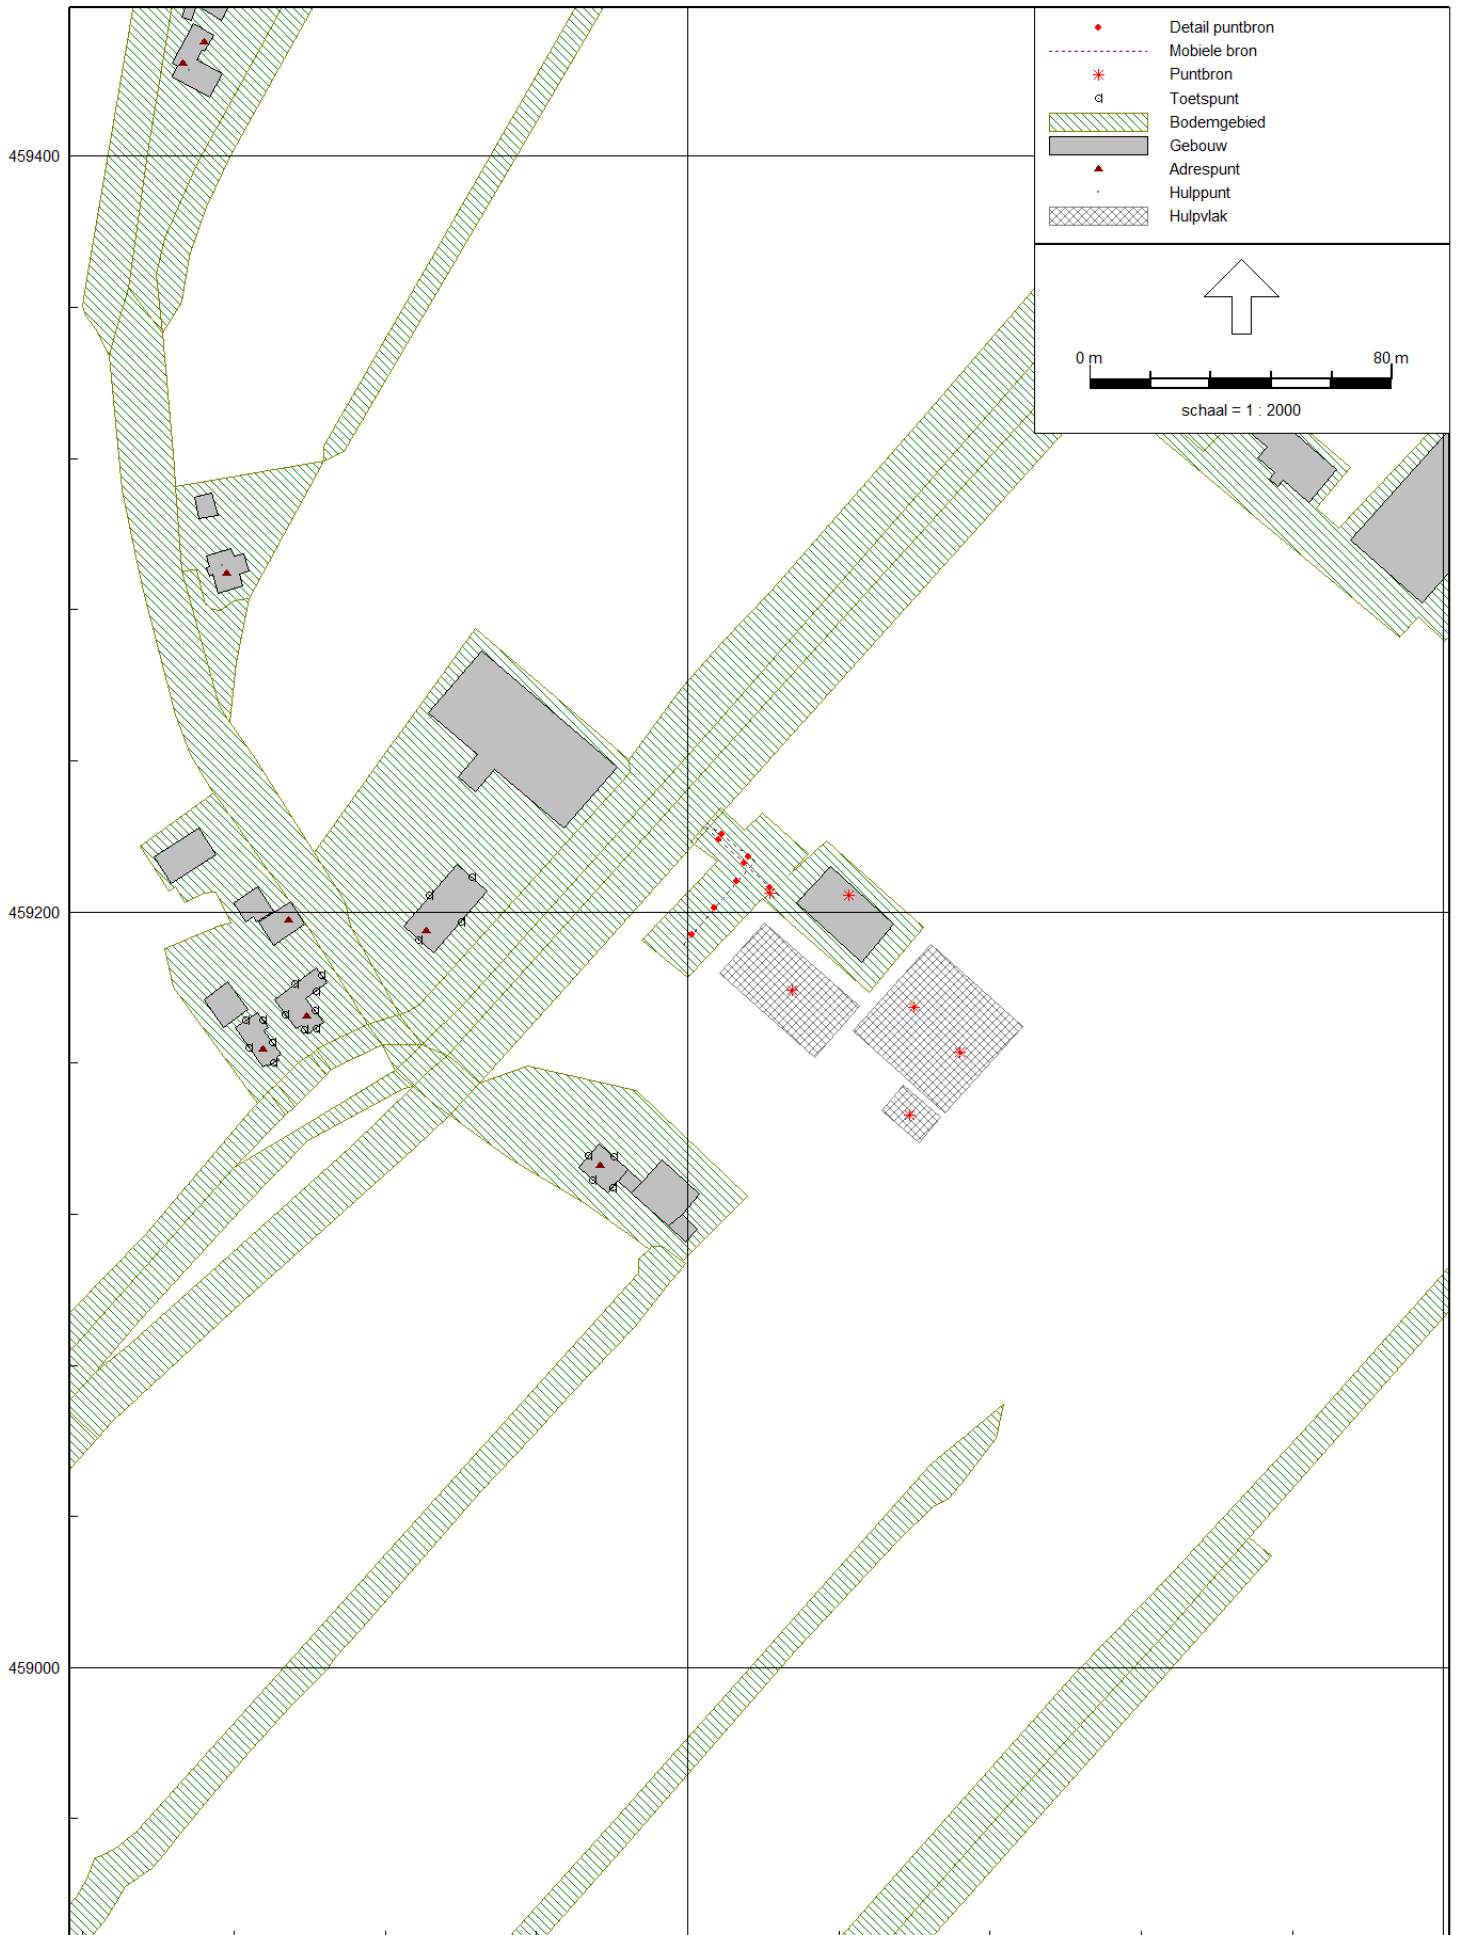 Detail puntbron
Mobiele bron
Puntbron
Toetspunt
Bodemgebied
Gebouw
Adrespunt
Hulppunt
Hulpvlak
0 m 80 m
schaal = 1 : 2000
459400
459200
459000